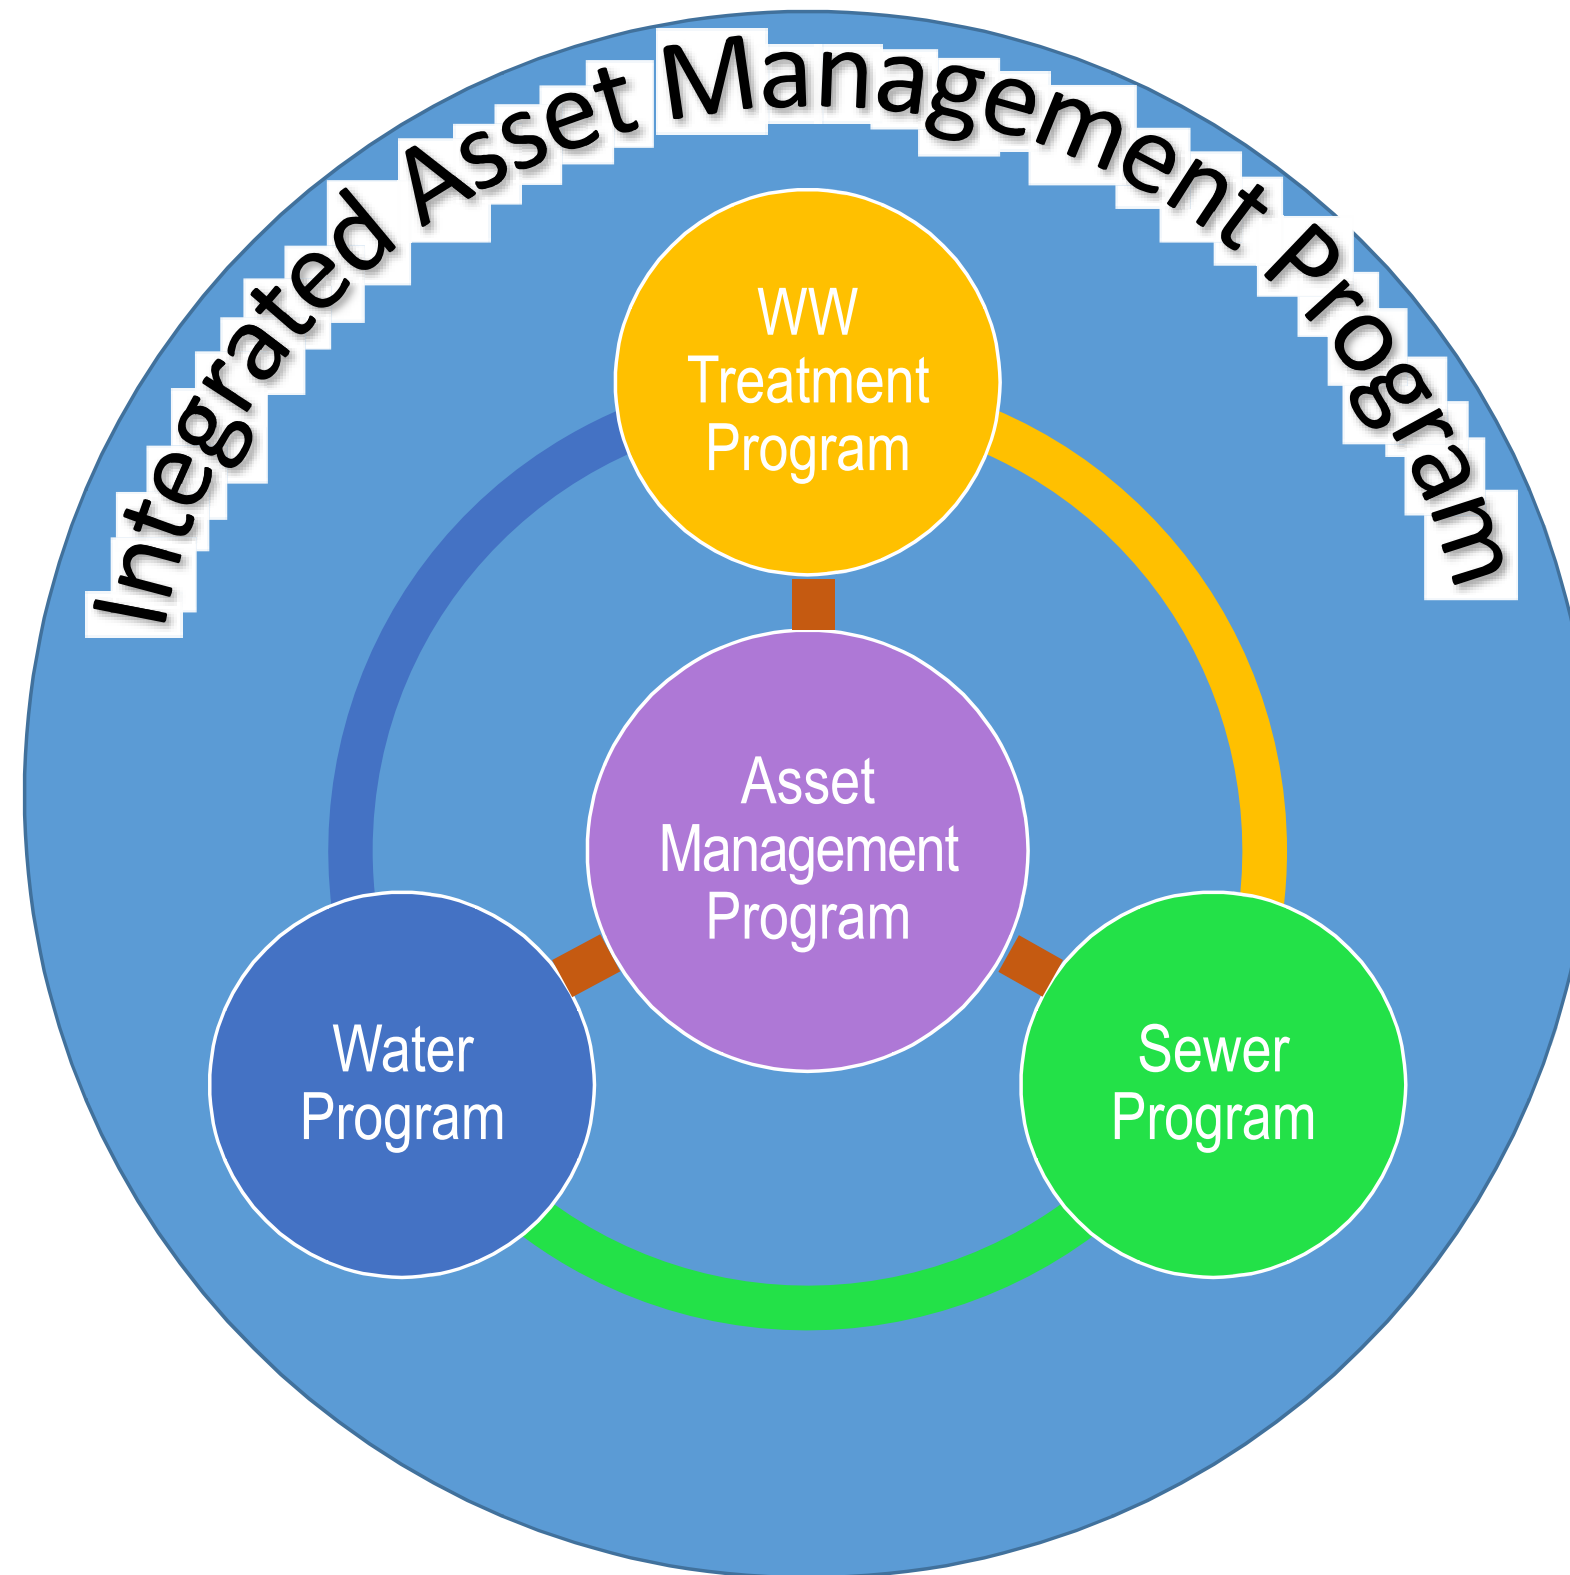 Integrated Asset Management Program
WW
Treatment
Program
Asset
Management
Program
Water
Program
Sewer
Program